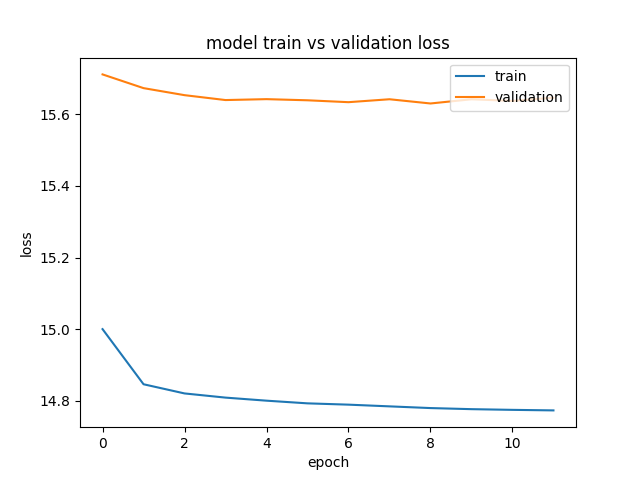 model train vs validation loss
train
validation
15.6
15.4
15.2
15.0
14.8
loss
0 2 4 6 8 10
epoch